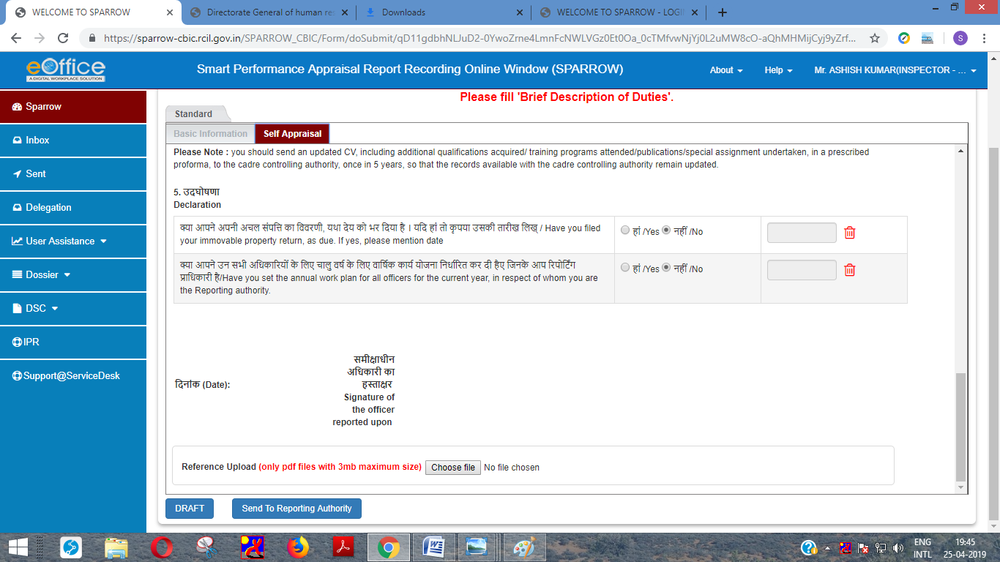 WELCOME TO SPARROW
Directorate General of human res
Downloads
WELCOME TO SPARROW - LOGI
https://sparrow-cbic.rcil.gov.in/SPARROW_CBIC/Form/doSubmit/qD11gdbhNLJuD2-0YwoZrne4LmnFcNWLVGz0Et0Oa_0cTMfvwNjYj0L2uMW8cO-aQhMHMijCyj9yZrf...
S
eOffice
A DIGITAL WORKPLACE SOLUTION
Smart Performance Appraisal Report Recording Online Window (SPARROW)
About
Help
Mr. ASHISH KUMAR(INSPECTOR - ...
Sparrow
Inbox
Sent
Delegation
User Assistance
Dossier
DSC
IPR
Support@ServiceDesk
Please fill 'Brief Description of Duties'.
Standard
Basic Information
Self Appraisal
Please Note : you should send an updated CV, including additional qualifications acquired/ training programs attended/publications/special assignment undertaken, in a prescribed
proforma, to the cadre controlling authority, once in 5 years, so that the records available with the cadre controlling authority remain updated.
5. उदघोषणा
Declaration
क्या आपने अपनी अचल संपत्ति का विवरणी, यथा देय को भर दिया है । यदि हां तो कृपया उसकी तारीख लिखें / Have you filed
your immovable property return, as due. If yes, please mention date
हां /Yes
नहीं /No
क्या आपने उन सभी अधिकारियों के लिए चालु वर्ष के लिए वार्षिक कार्य योजना निर्धारित कर दी हैए जिनके आप रिपोर्टिंग
प्राधिकारी है/Have you set the annual work plan for all officers for the current year, in respect of whom you are
the Reporting authority.
हां /Yes
नहीं /No
दिनांक (Date):
समीक्षाधीन
अधिकारी का
हस्ताक्षर
Signature of
the officer
reported upon
Reference Upload (only pdf files with 3mb maximum size)
Choose file
No file chosen
DRAFT
Send To Reporting Authority
ENG
INTL
19:45
25-04-2019